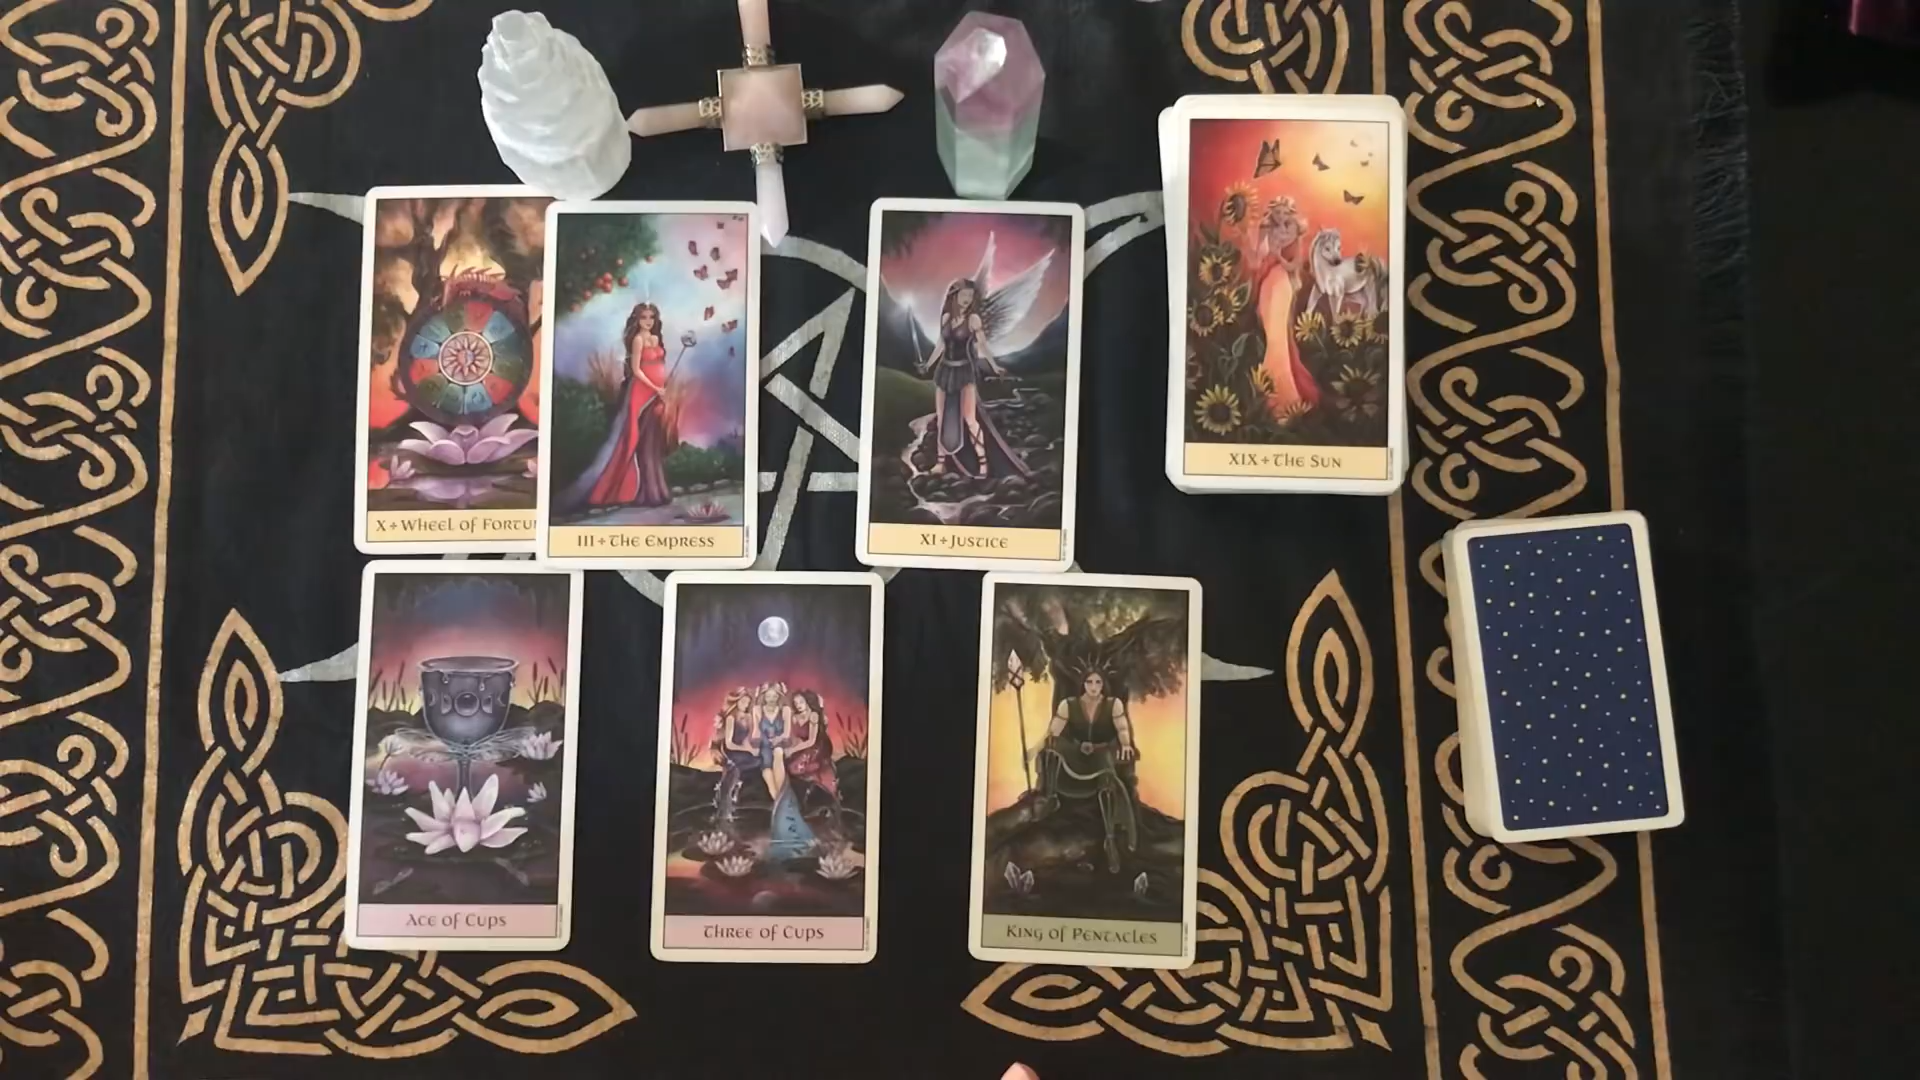 X+Wheel of Fortu
III+The Empress
XI+Justice
XIX+The Sun
Ace of Cups
Three of Cups
King of Pentacles